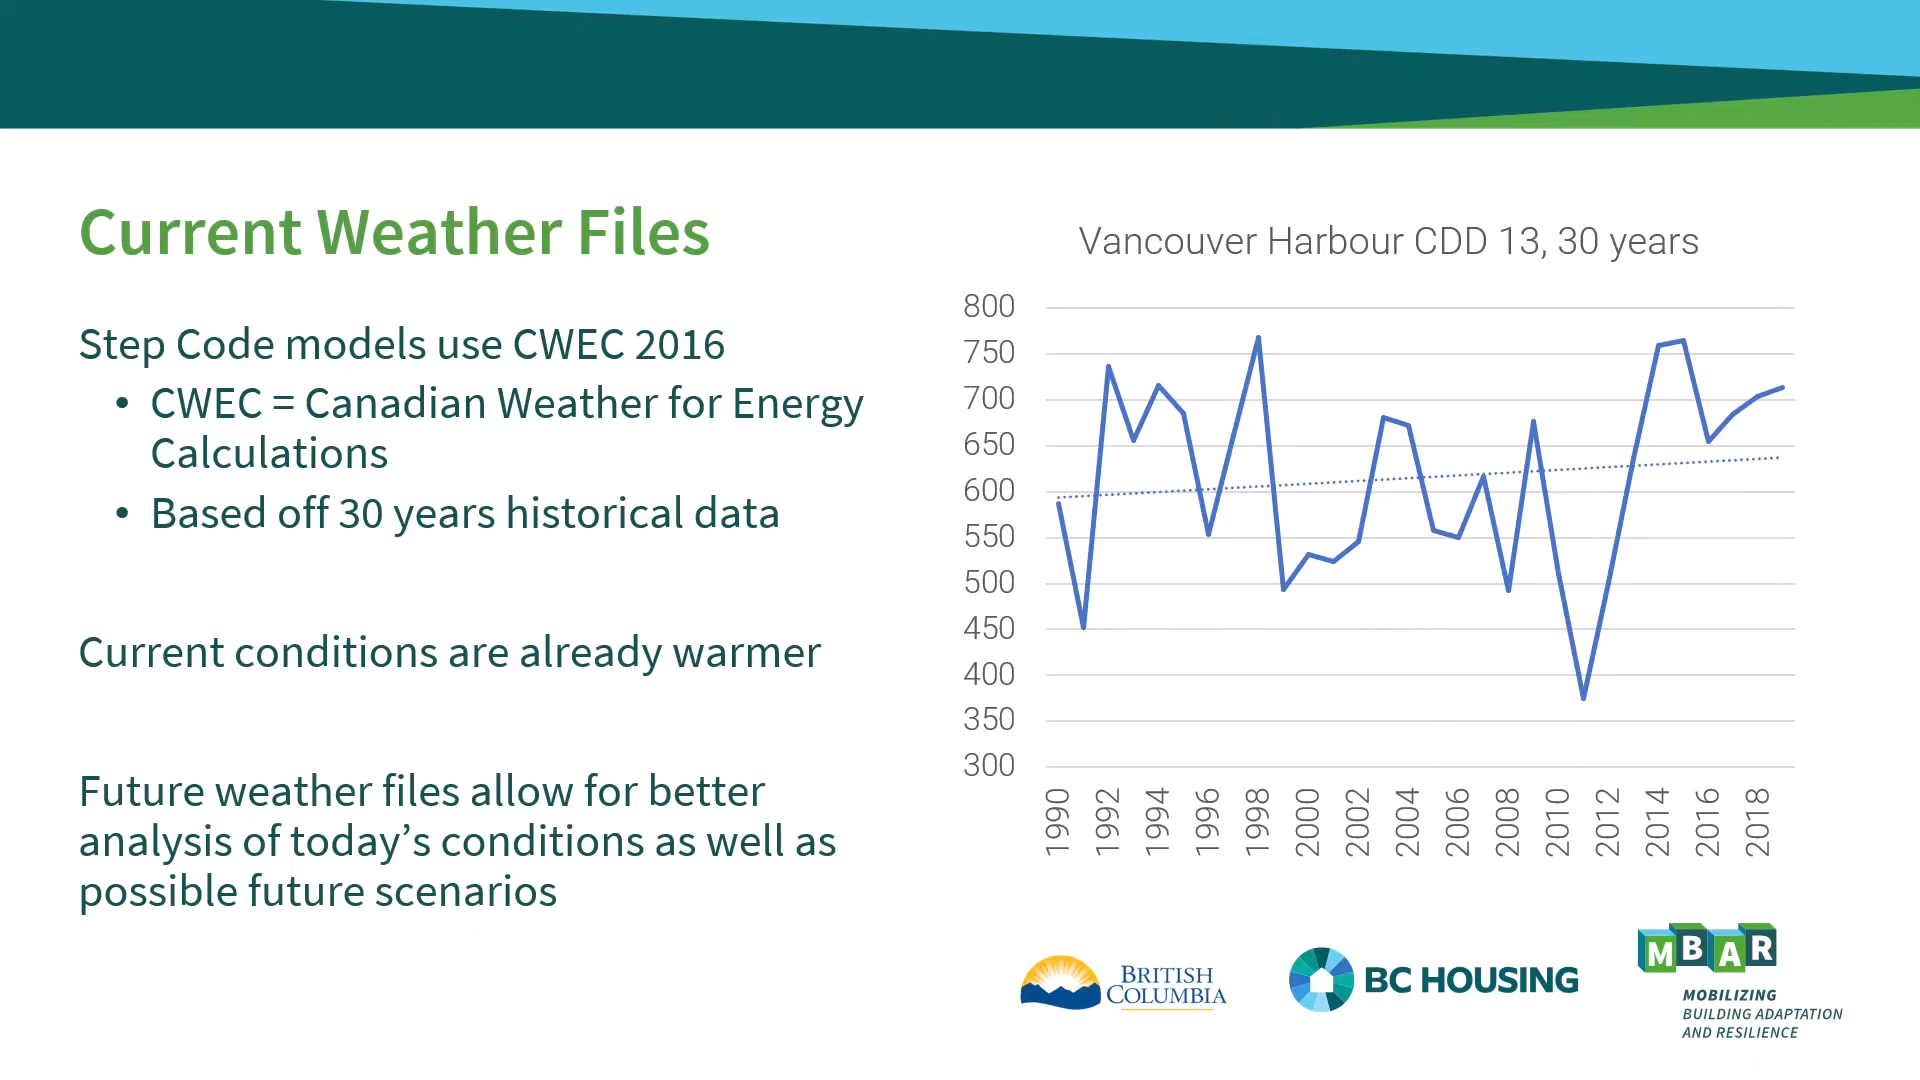 Current Weather Files
Step Code models use CWEC 2016
• CWEC = Canadian Weather for Energy
Calculations
• Based off 30 years historical data
Current conditions are already warmer
Future weather files allow for better
analysis of today’s conditions as well as
possible future scenarios
Vancouver Harbour CDD 13, 30 years
800
750
700
650
600
550
500
450
400
350
300
1990
1992
1994
1996
1998
2000
2002
2004
2006
2008
2010
2012
2014
2016
2018
BRITISH
COLUMBIA
BC HOUSING
MBAR
MOBILIZING
BUILDING ADAPTATION
AND RESILIENCE